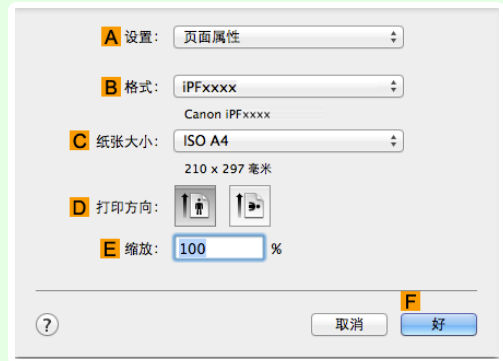 A 设置: 页面属性
B 格式: iPFxxxx
Canon iPFxxxx
C 纸张大小: ISO A4
210 x 297 毫米
D 打印方向:
E 缩放: 100 %
F
? 取消 好